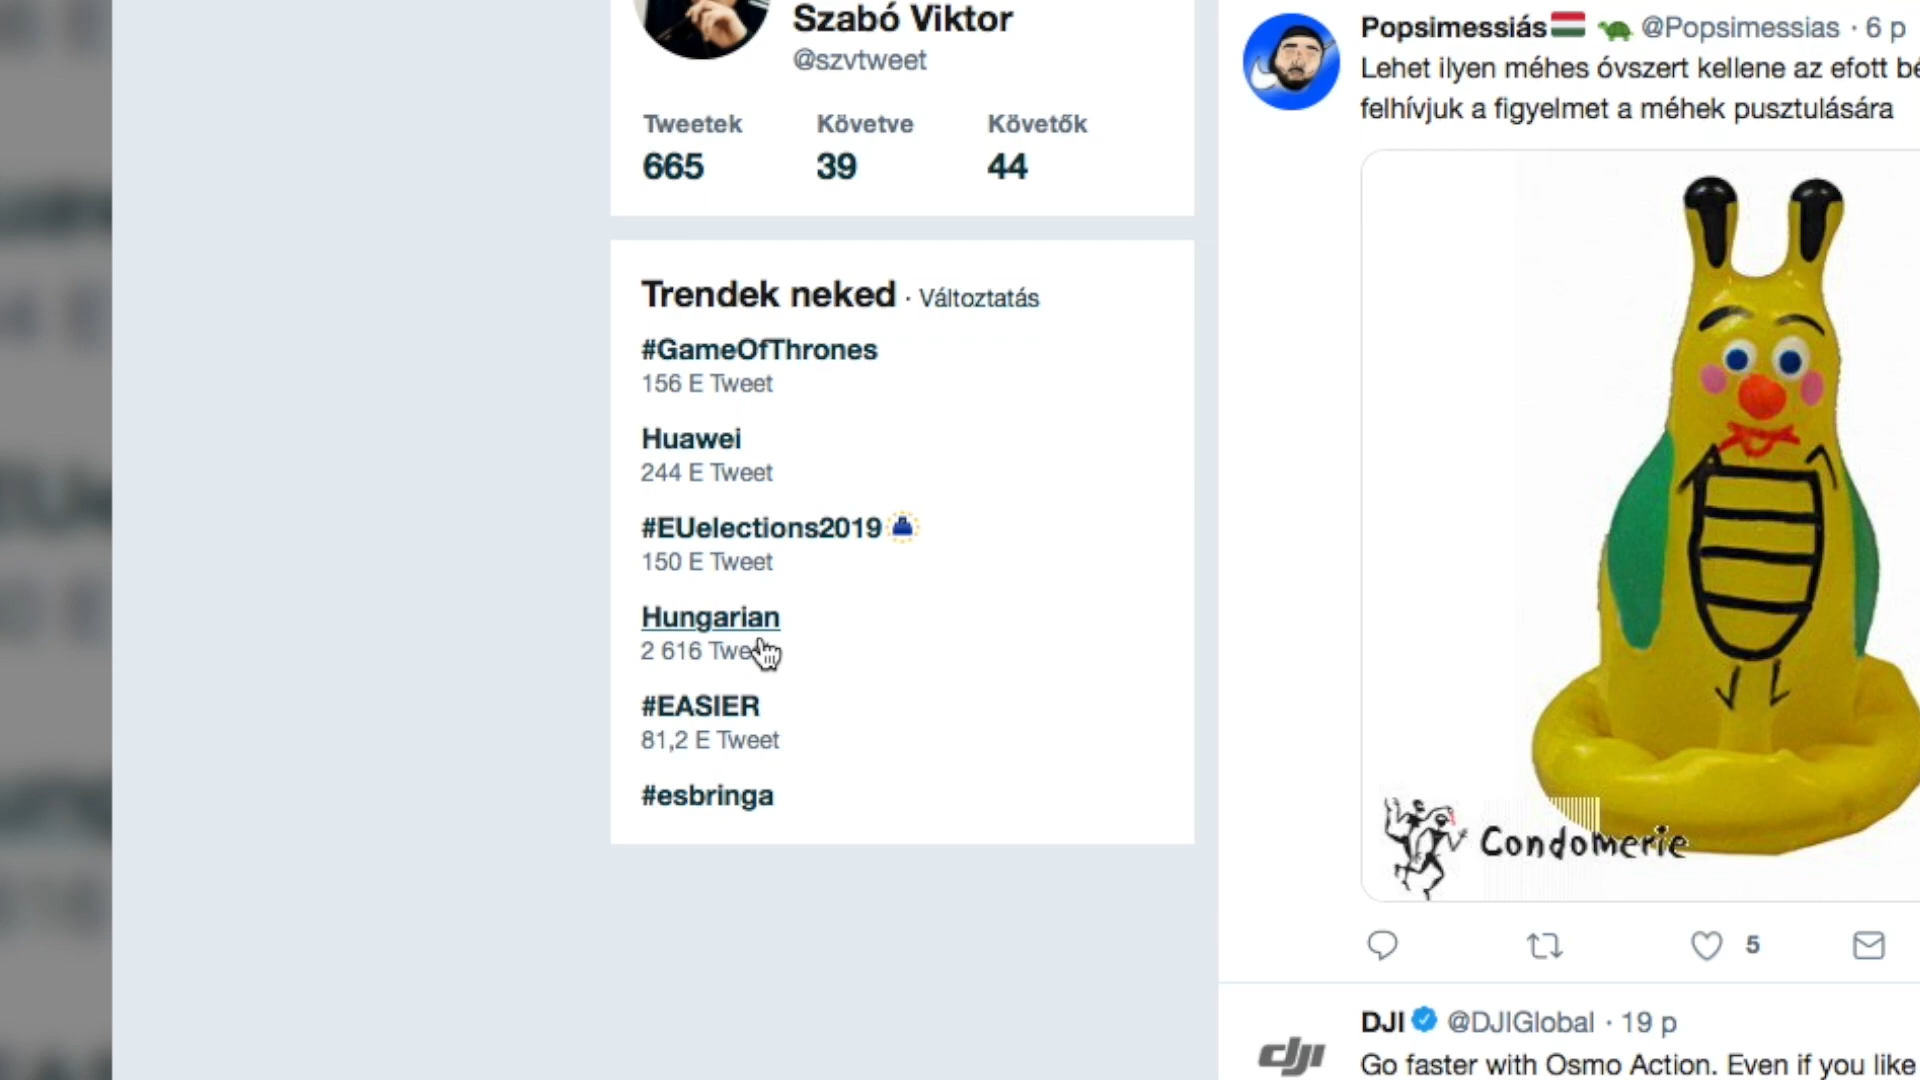 Szabó Viktor
@szvtweet
Tweetek Követve Követők
665 39 44
Trendek neked · Változtatás
#GameOfThrones
156 E Tweet
Huawei
244 E Tweet
#EUelections2019
150 E Tweet
Hungarian
2 616 Twe
#EASIER
81,2 E Tweet
#esbringa
Popsimessiás @Popsimessias · 6 p
Lehet ilyen méhes óvszert kellene az efott
felhívjuk a figyelmet a méhek pusztulására
Condomerie
5
DJI @DJIGlobal · 19 p
dji
Go faster with Osmo Action. Even if you like